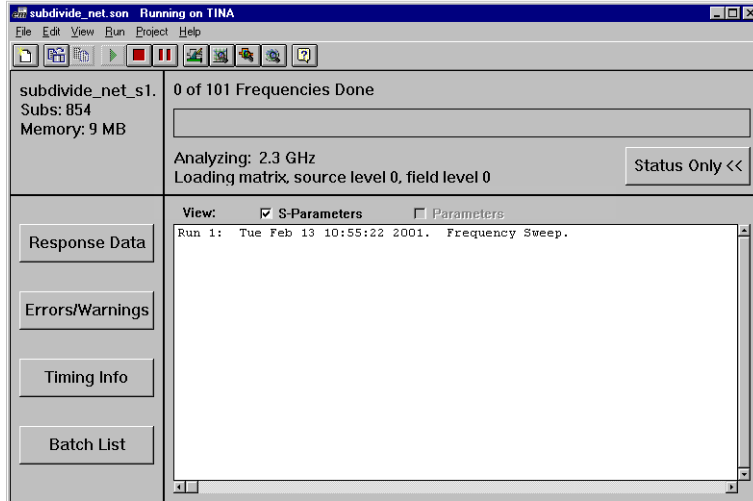 subdivide_net.son   Running on TINA
File Edit View Run Project Help
subdivide_net_s1.
Subs: 854
Memory: 9 MB
0 of 101 Frequencies Done
Analyzing: 2.3 GHz
Loading matrix, source level 0, field level 0
Status Only <<
View: S-Parameters Parameters
Run 1:  Tue Feb 13 10:55:22 2001.  Frequency Sweep.
Response Data
Errors/Warnings
Timing Info
Batch List